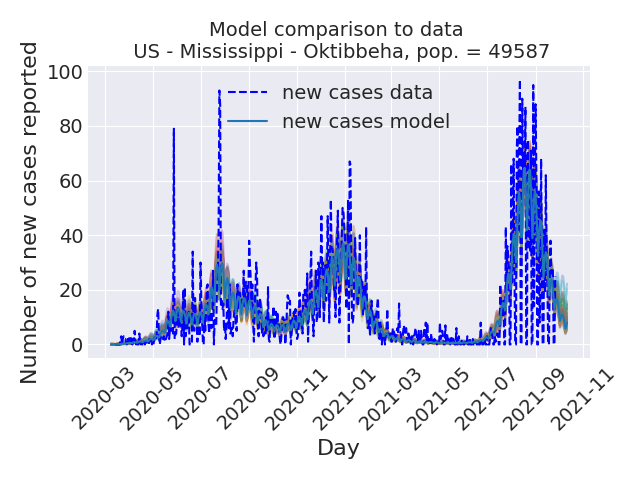 Model comparison to data
US - Mississippi - Oktibbeha, pop. = 49587
Number of new cases reported
100
80
60
40
20
0
new cases data
new cases model
2020-03
2020-05
2020-07
2020-09
2020-11
2021-01
2021-03
2021-05
2021-07
2021-09
2021-11
Day